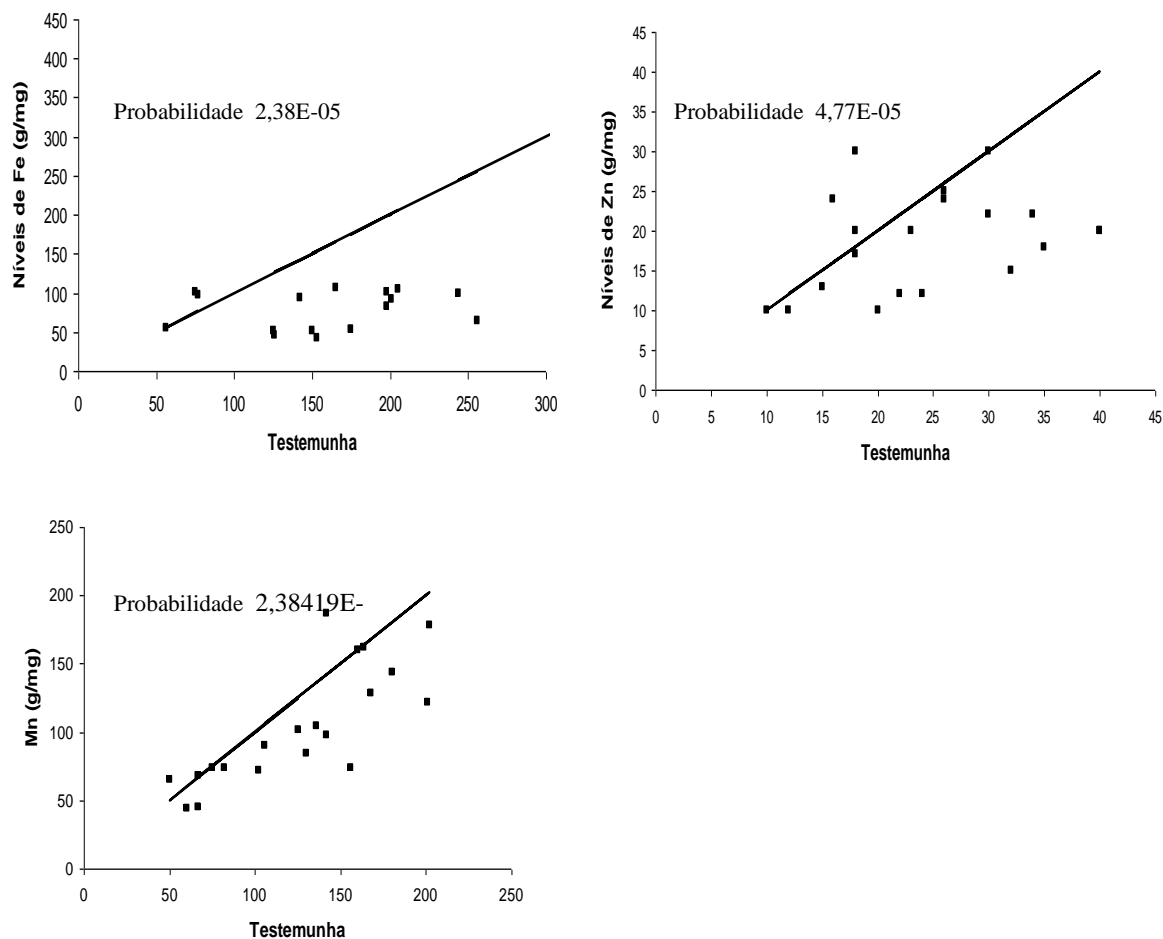 Níveis de Fe (g/mg)
450
400
350
300
250
200
150
100
50
0
Probabilidade 2,38E-05
0 50 100 150 200 250 300
Testemunha
Níveis de Zn (g/mg)
45
40
35
30
25
20
15
10
5
0
Probabilidade 4,77E-05
0 5 10 15 20 25 30 35 40 45
Testemunha
Mn (g/mg)
250
200
150
100
50
0
Probabilidade 2,38419E-
0 50 100 150 200 250
Testemunha